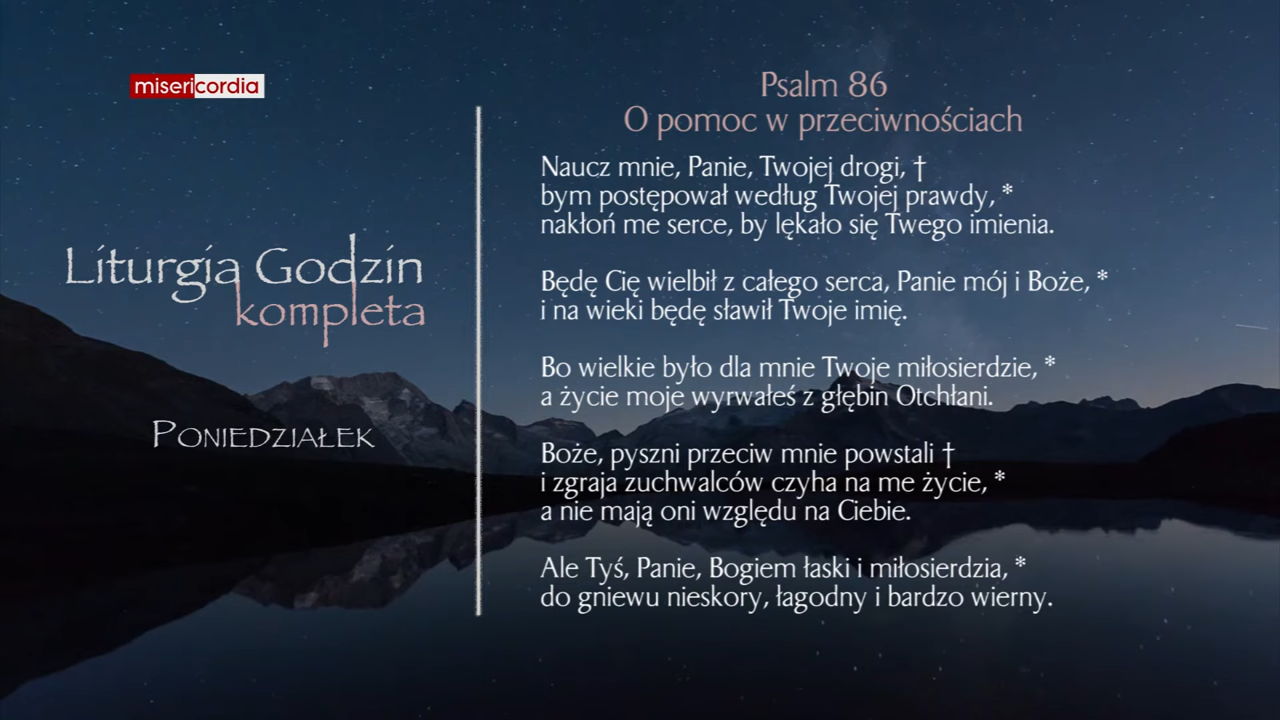 misericordia
Liturgia Godzin
kompleta
Poniedziałek
Psalm 86
O pomoc w przeciwnościach
Naucz mnie, Panie, Twojej drogi, †
bym postępował według Twojej prawdy, *
nakłoń me serce, by lękało się Twego imienia.
Będę Cię wielbił z całego serca, Panie mój i Boże, *
i na wieki będę sławił Twoje imię.
Bo wielkie było dla mnie Twoje miłosierdzie, *
a życie moje wyrwałeś z głębin Otchłani.
Boże, pyszni przeciw mnie powstali †
i zgraja zuchwalców czyha na me życie, *
a nie mają oni względu na Ciebie.
Ale Tyś, Panie, Bogiem łaski i miłosierdzia, *
do gniewu nieskory, łagodny i bardzo wierny.